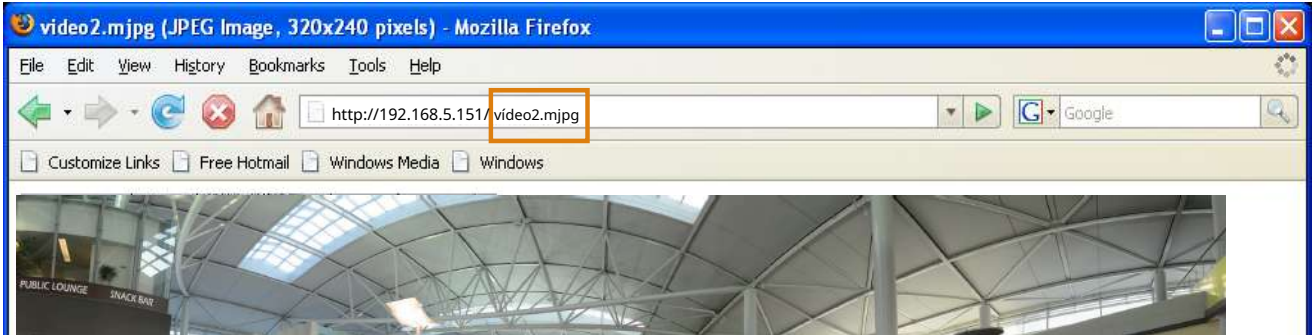 video2.mjpg (JPEG Image, 320x240 pixels) - Mozilla Firefox
File Edit View History Bookmarks Tools Help
http://192.168.5.151/ vídeo2.mjpg G Google
Customize Links Free Hotmail Windows Media Windows
PUBLIC LOUNGE SNACK BAR